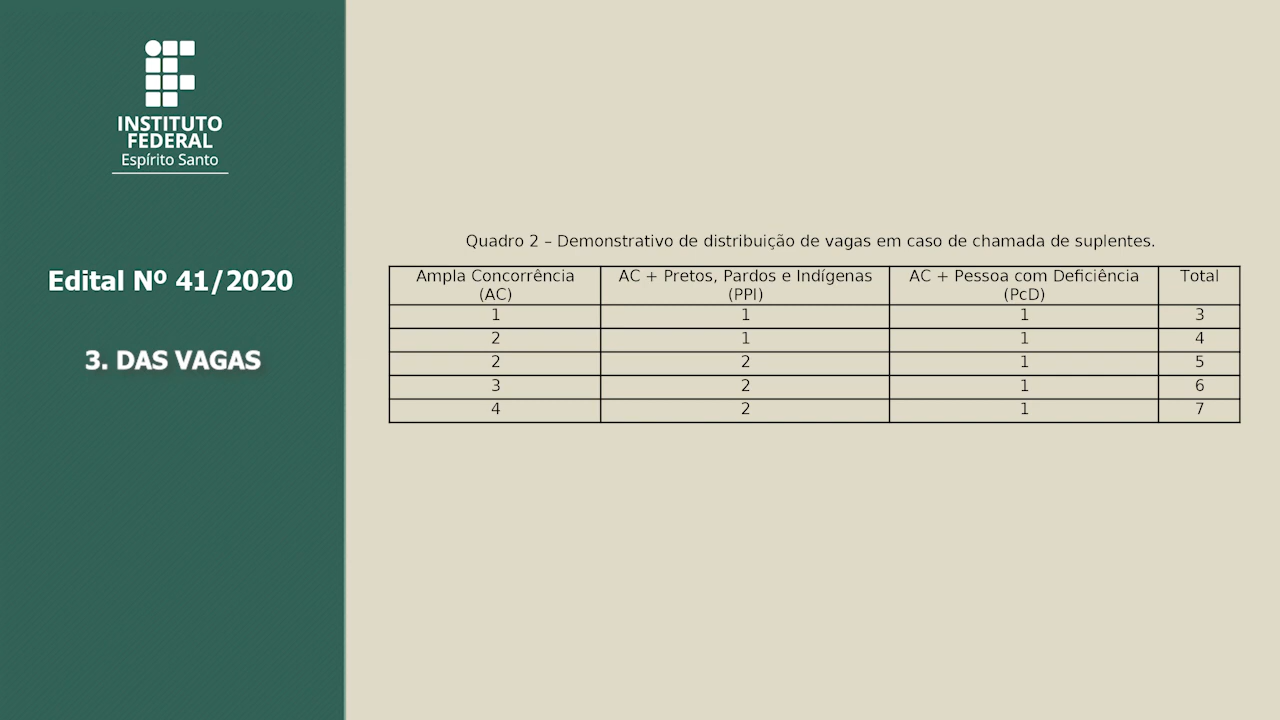 INSTITUTO
FEDERAL
Espírito Santo
Edital Nº 41/2020
3. DAS VAGAS
Quadro 2 – Demonstrativo de distribuição de vagas em caso de chamada de suplentes.
Ampla Concorrência (AC) AC + Pretos, Pardos e Indígenas (PPI) AC + Pessoa com Deficiência (PcD) Total
1 1 1 3
2 1 1 4
2 2 1 5
3 2 1 6
4 2 1 7